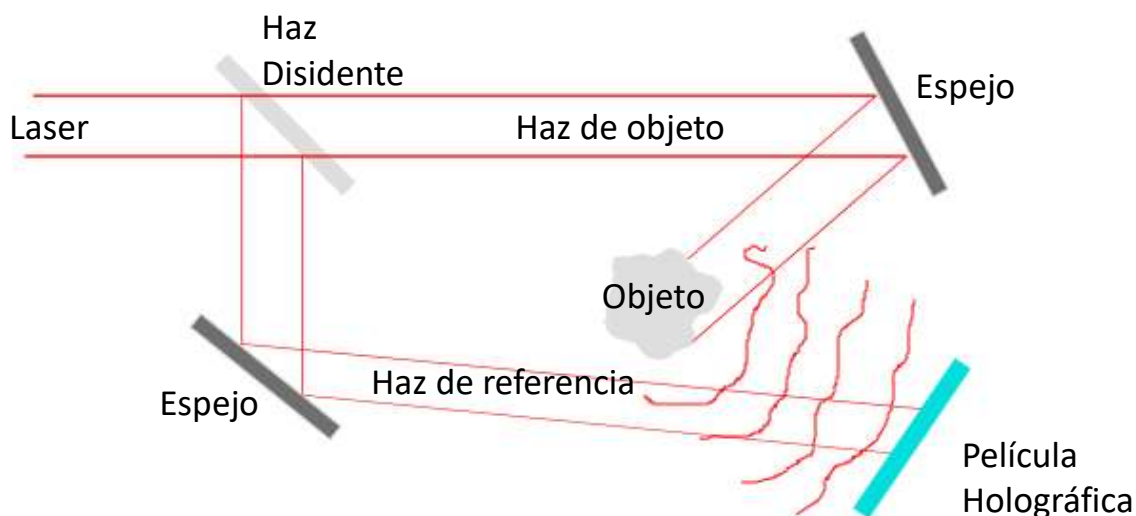 Haz
Disidente
Espejo
Laser
Haz de objeto
Objeto
Haz de referencia
Espejo
Película
Holográfica